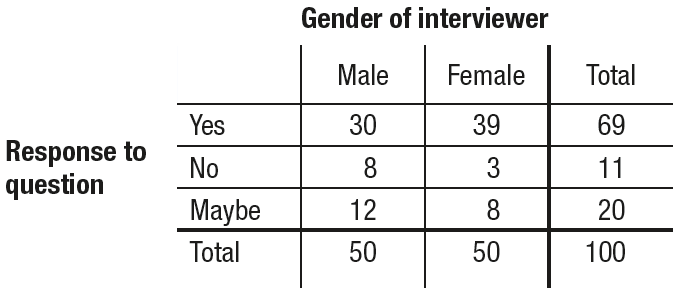 Gender of interviewer
Male Female Total
Yes 30 39 69
Response to
question
No 8 3 11
Maybe 12 8 20
Total 50 50 100